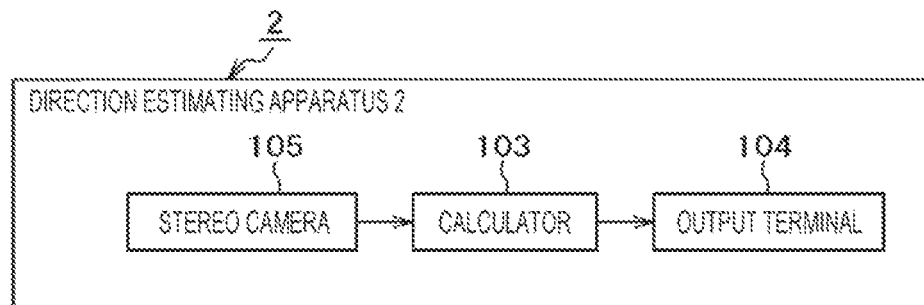 2
DIRECTION ESTIMATING APPARATUS 2
105 103 104
STEREO CAMERA CALCULATOR OUTPUT TERMINAL